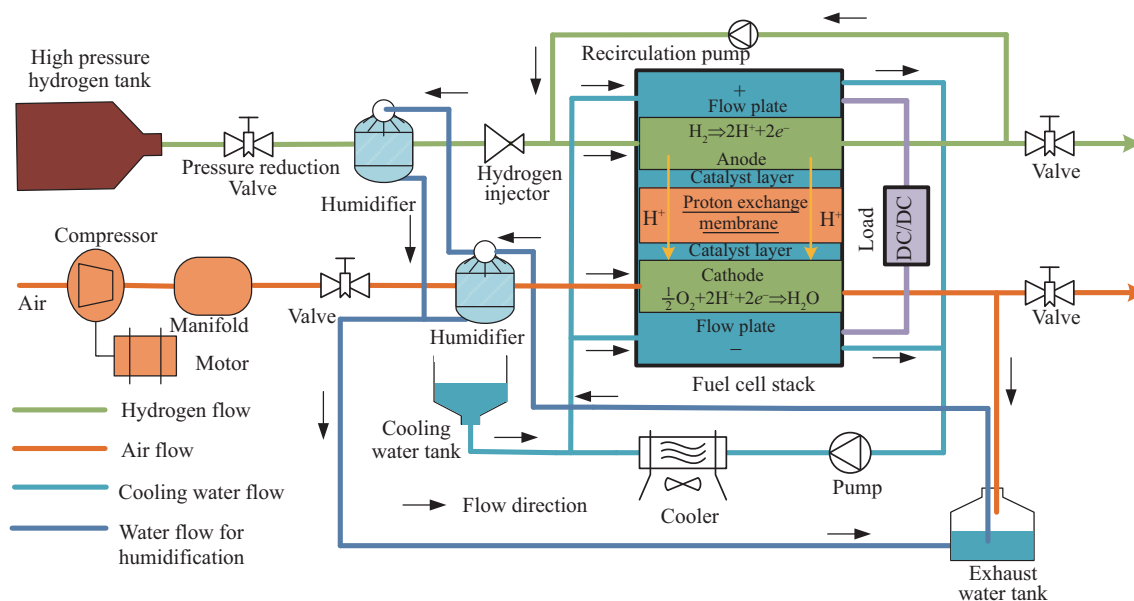 High pressure
hydrogen tank
Recirculation pump
+
Flow plate
H₂⇒2H⁺+2e⁻
Anode
Catalyst layer
Pressure reduction
Valve
Humidifier
Hydrogen
injector
Valve
H⁺
Proton exchange
membrane
H⁺
Load
DC/DC
Compressor
Catalyst layer
Cathode
½O₂+2H⁺+2e⁻⇒H₂O
Air
Manifold
Valve
Humidifier
Flow plate
−
Valve
Motor
Fuel cell stack
Hydrogen flow
Cooling
water tank
Air flow
Cooling water flow
Flow direction
Cooler
Pump
Water flow for
humidification
Exhaust
water tank